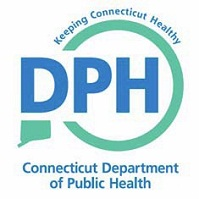 Keeping Connecticut Healthy
DPH
Connecticut Department
of Public Health